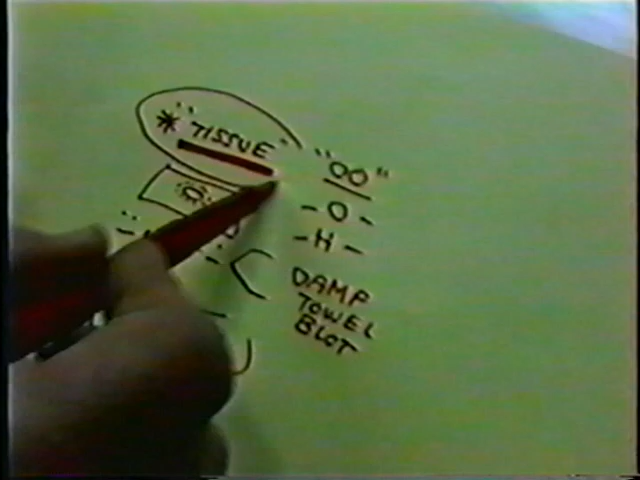 * "TISSUE"
"OO"
- O -
- H -
DAMP
TOWEL
BLOT